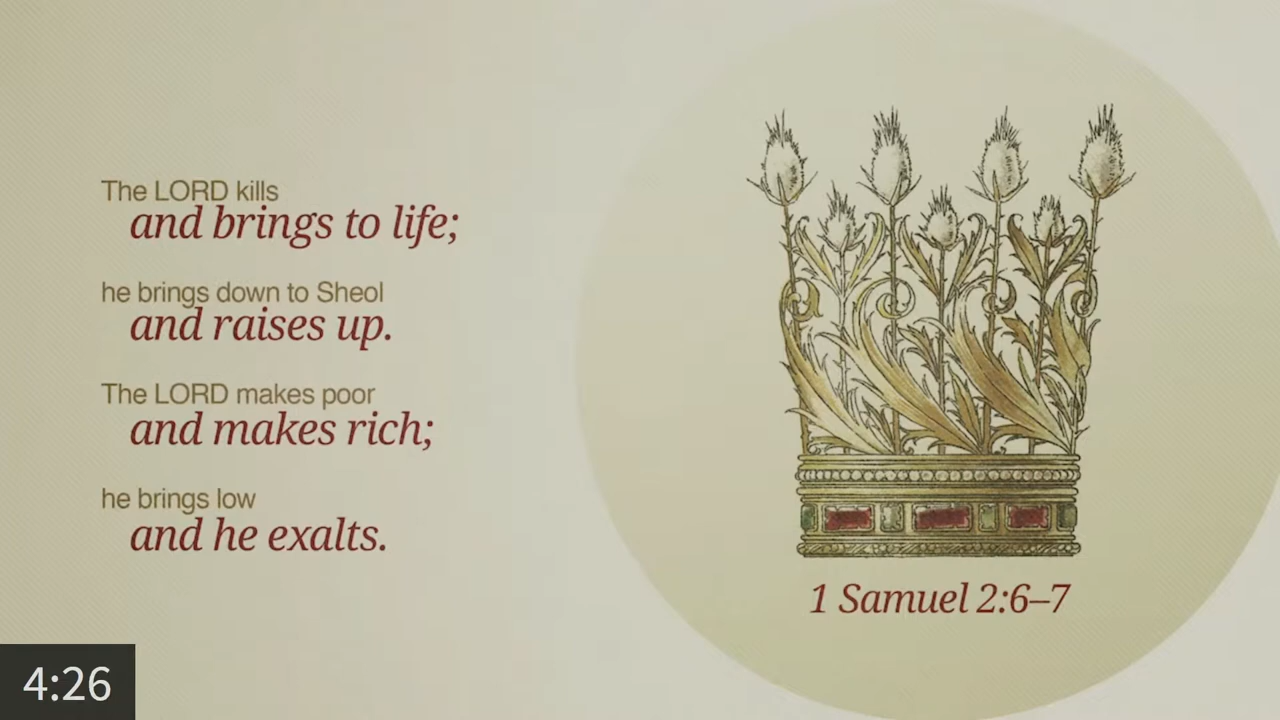 The LORD kills
and brings to life;
he brings down to Sheol
and raises up.
The LORD makes poor
and makes rich;
he brings low
and he exalts.
1 Samuel 2:6–7
4:26